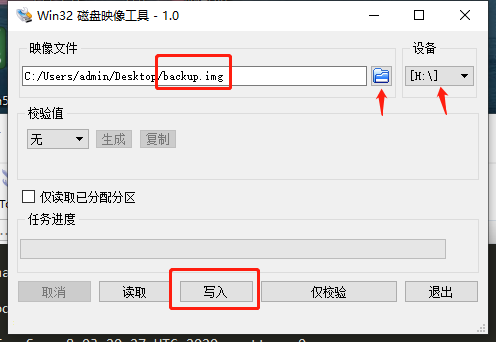 Win32 磁盘映像工具 - 1.0
映像文件
设备
C:/Users/admin/Desktop/backup.img
[H:\]
校验值
无
生成
复制
仅读取已分配分区
任务进度
取消
读取
写入
仅校验
退出